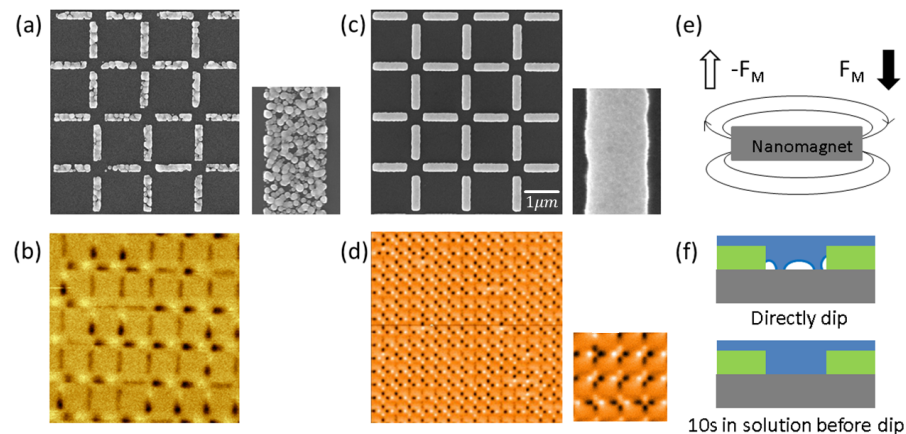 (a)
(c)
(e)
-F_M
F_M
Nanomagnet
1μm
(b)
(d)
(f)
Directly dip
10s in solution before dip